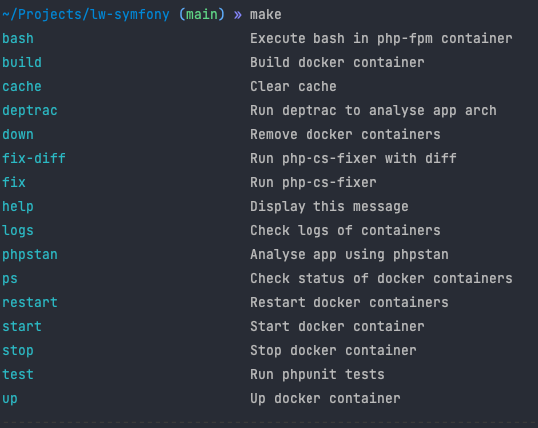 ~/Projects/lw-symfony (main) » make
bash Execute bash in php-fpm container
build Build docker container
cache Clear cache
deptrac Run deptrac to analyse app arch
down Remove docker containers
fix-diff Run php-cs-fixer with diff
fix Run php-cs-fixer
help Display this message
logs Check logs of containers
phpstan Analyse app using phpstan
ps Check status of docker containers
restart Restart docker containers
start Start docker container
stop Stop docker container
test Run phpunit tests
up Up docker container